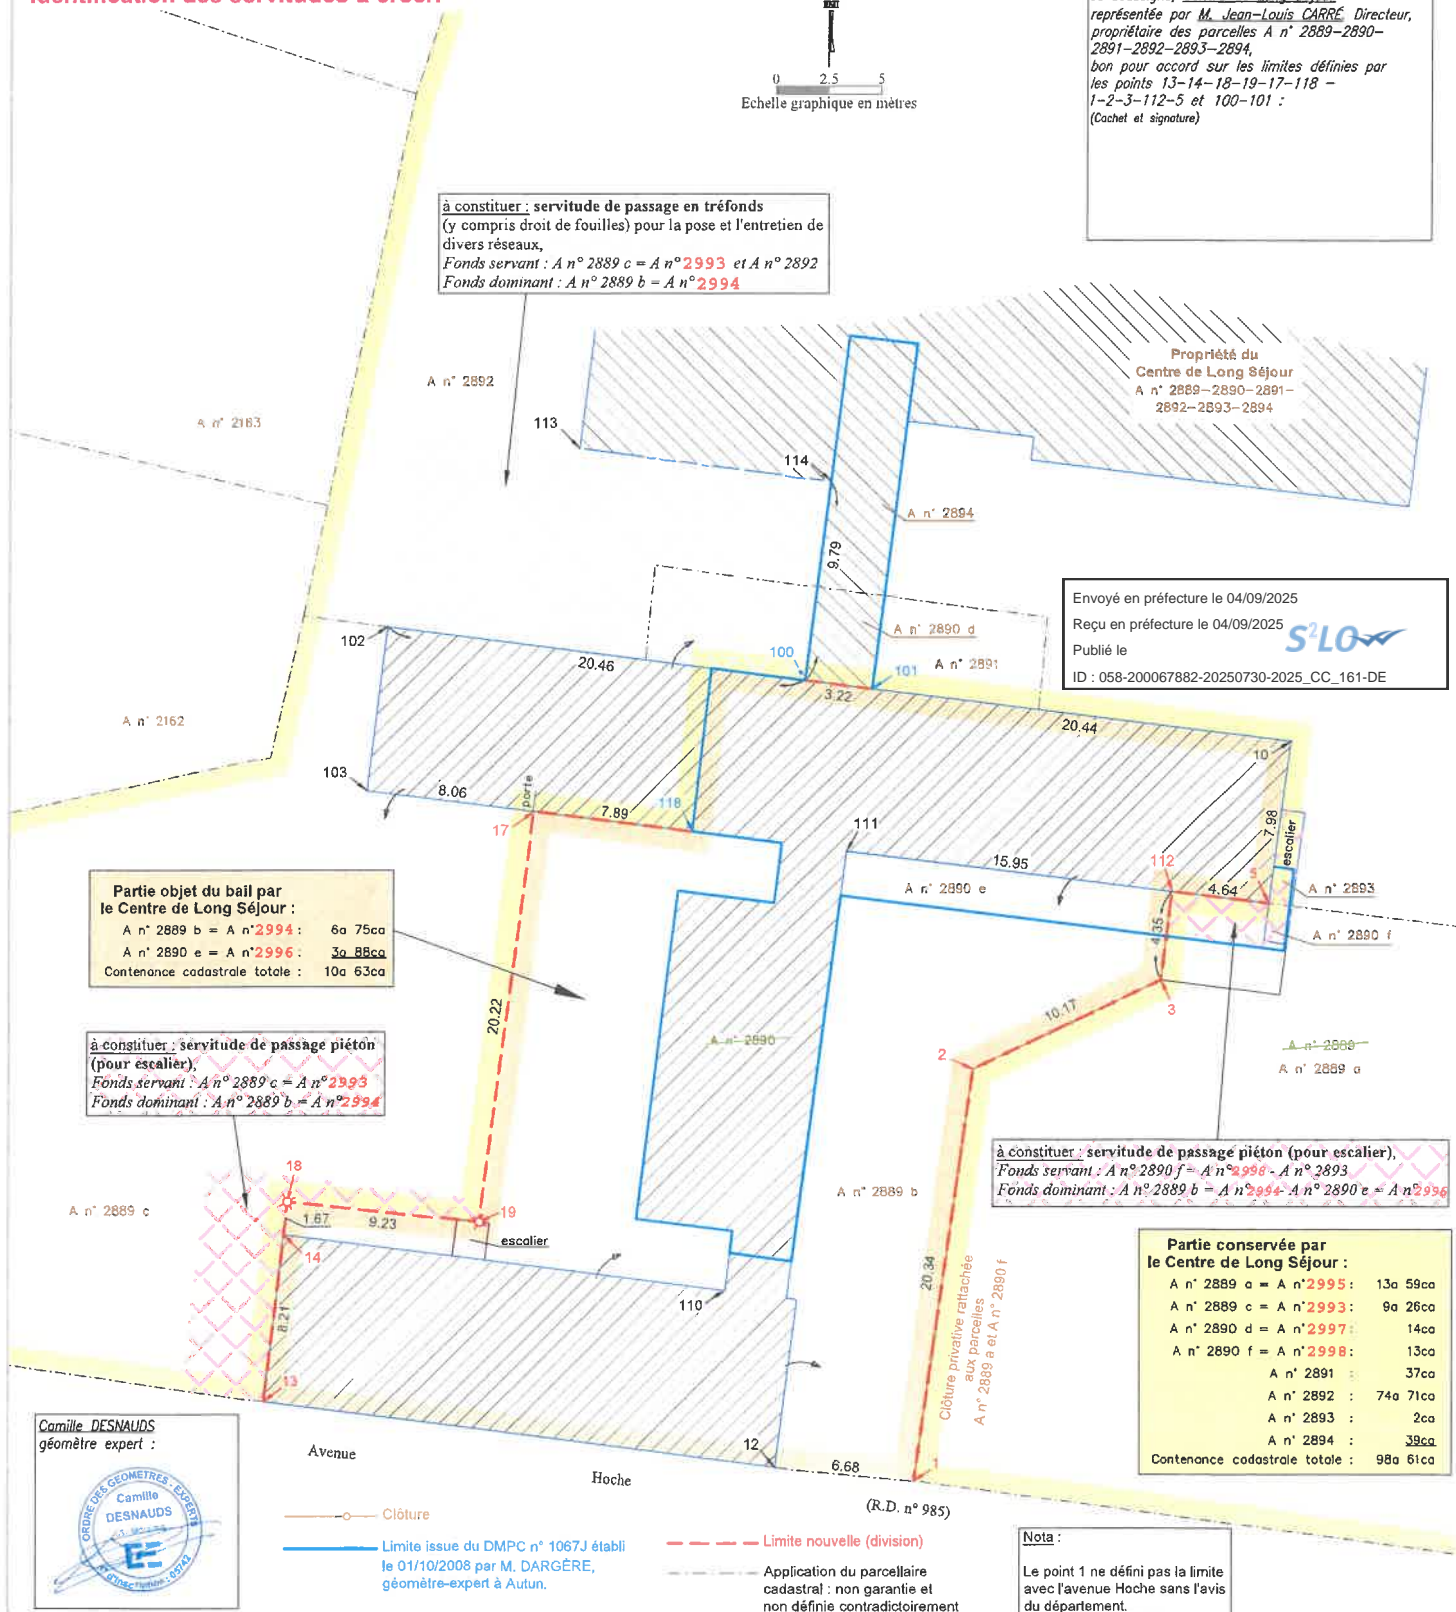 Identification des servitudes à créer.
0 2.5 5
Echelle graphique en mètres
représentée par M. Jean-Louis CARRÉ, Directeur,
propriétaire des parcelles A n° 2889-2890-
2891-2892-2893-2894,
bon pour accord sur les limites définies par
les points 13-14-18-19-17-118 -
1-2-3-112-5 et 100-101 :
(Cachet et signature)
à constituer : servitude de passage en tréfonds
(y compris droit de fouilles) pour la pose et l'entretien de
divers réseaux,
Fonds servant : A n° 2889 c = A n° 2993 et A n° 2892
Fonds dominant : A n° 2889 b = A n° 2994
Propriété du
Centre de Long Séjour
A n° 2889-2890-2891-
2892-2893-2894
A n° 2892
A n° 2163
113
114
A n° 2894
9.79
Envoyé en préfecture le 04/09/2025
Reçu en préfecture le 04/09/2025
S²LOW
Publié le
ID : 058-200067882-20250730-2025_CC_161-DE
A n° 2890 d
102
20.46
100
101
A n° 2891
3.22
20.44
A n° 2162
10
103
8.06
porte
7.89
118
17
111
7.98
escalier
15.95
112
4.64
5
A n° 2890 e
A n° 2893
A n° 2890 f
4.35
Partie objet du bail par
le Centre de Long Séjour :
A n° 2889 b = A n° 2994 : 6a 75ca
A n° 2890 e = A n° 2996 : 3a 88ca
Contenance cadastrale totale : 10a 63ca
20.22
10.17
3
2
A n° 2890
A n° 2889
A n° 2889 a
à constituer : servitude de passage piéton
(pour escalier),
Fonds servant : A n° 2889 c = A n° 2993
Fonds dominant : A n° 2889 b = A n° 2994
à constituer : servitude de passage piéton (pour escalier),
Fonds servant : A n° 2890 f = A n° 2998 - A n° 2893
Fonds dominant : A n° 2889 b = A n° 2994 - A n° 2890 e = A n° 2996
18
A n° 2889 c
1.67
9.23
19
escalier
14
A n° 2889 b
20.34
Clôture privative rattachée
aux parcelles
A n° 2889 a et A n° 2890 f
110
8.21
13
Partie conservée par
le Centre de Long Séjour :
A n° 2889 a = A n° 2995 : 13a 59ca
A n° 2889 c = A n° 2993 : 9a 26ca
A n° 2890 d = A n° 2997 : 14ca
A n° 2890 f = A n° 2998 : 13ca
A n° 2891 : 37ca
A n° 2892 : 74a 71ca
A n° 2893 : 2ca
A n° 2894 : 39ca
Contenance cadastrale totale : 98a 61ca
Camille DESNAUDS
géomètre expert :
ORDRE DES GEOMETRES - EXPERTS
Camille
DESNAUDS
Avenue
Hoche
12
6.68
1
(R.D. n° 985)
Clôture
Limite issue du DMPC n° 1067J établi
le 01/10/2008 par M. DARGÈRE,
géomètre-expert à Autun.
Limite nouvelle (division)
Application du parcellaire
cadastral : non garantie et
non définie contradictoirement
Nota :
Le point 1 ne défini pas la limite
avec l'avenue Hoche sans l'avis
du département.